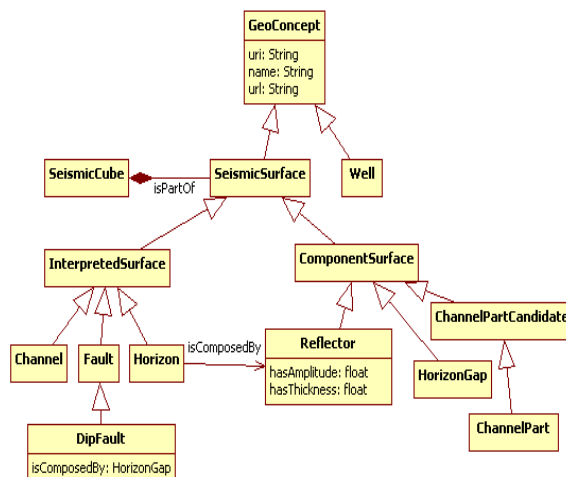 GeoConcept
uri: String
name: String
url: String
SeismicCube
isPartOf
SeismicSurface
Well
InterpretedSurface
ComponentSurface
Channel
Fault
Horizon
isComposedBy
Reflector
hasAmplitude: float
hasThickness: float
HorizonGap
ChannelPartCandidate
ChannelPart
DipFault
isComposedBy: HorizonGap